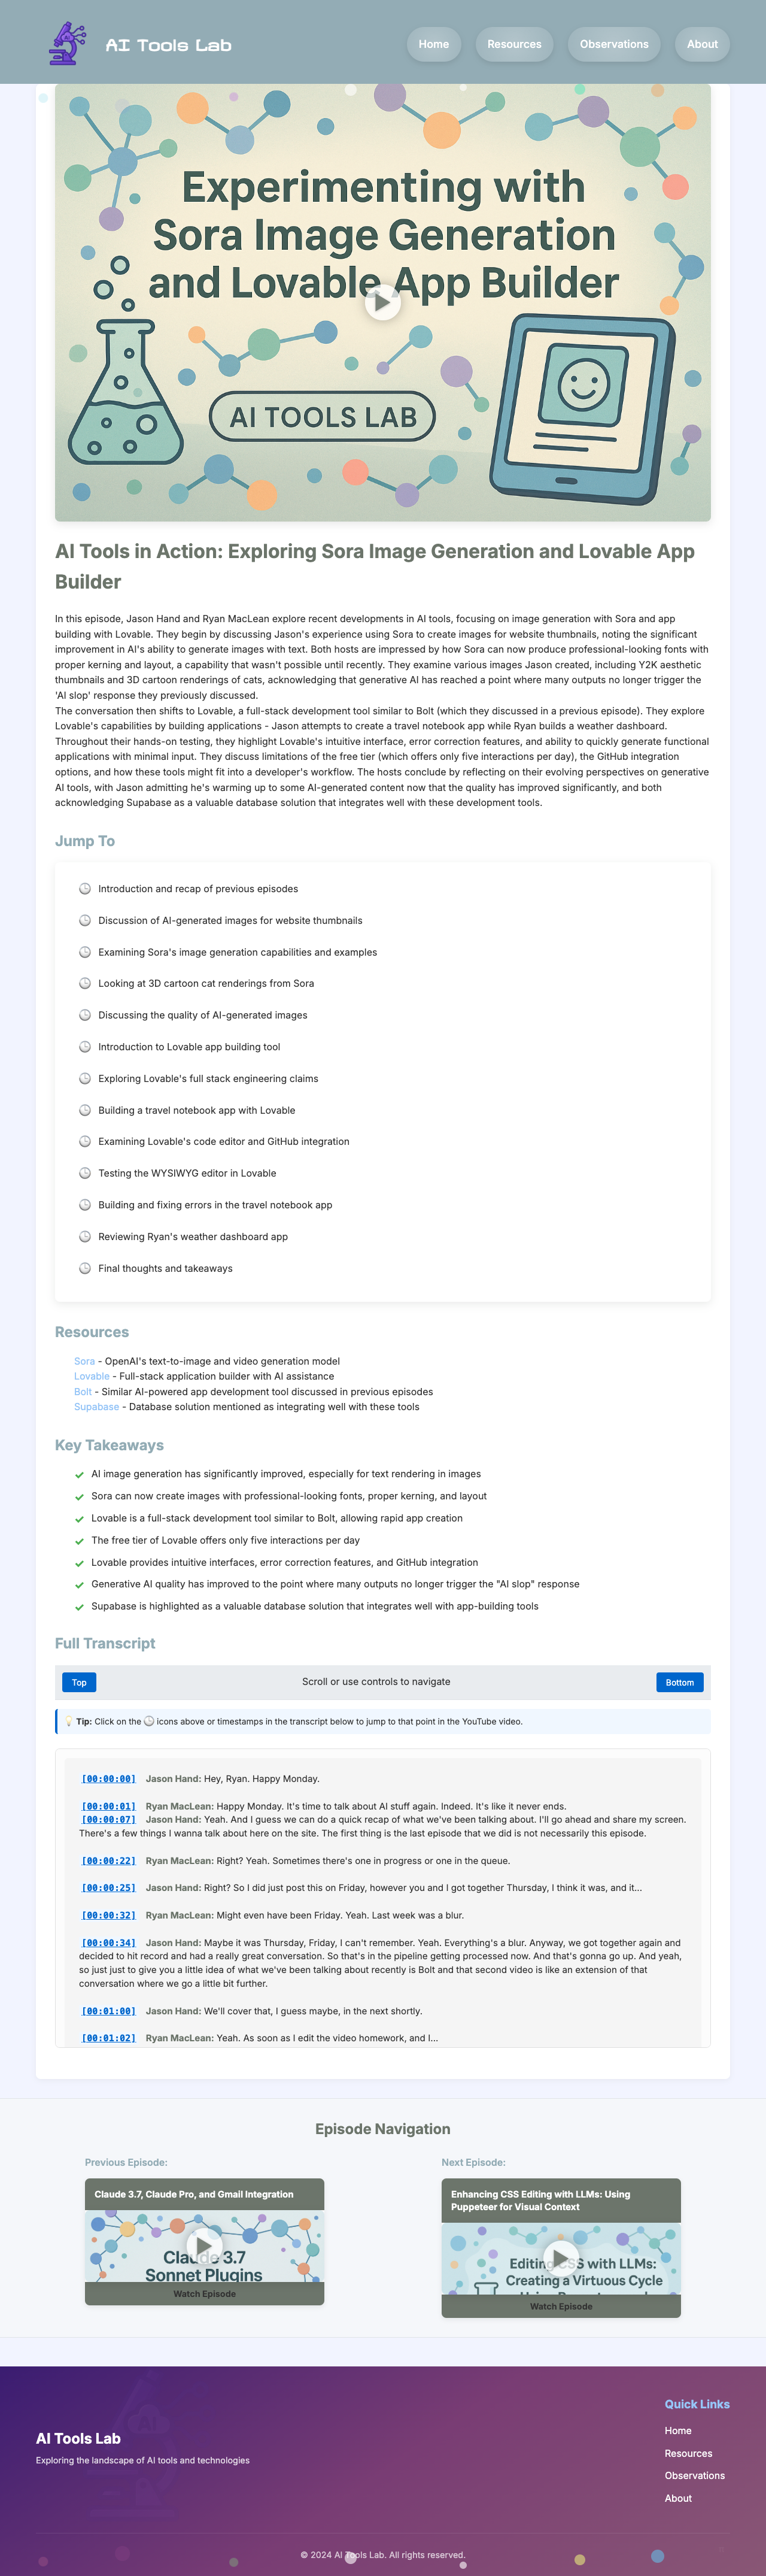 AI Tools Lab
Home
Resources
Observations
About
Experimenting with
Sora Image Generation
and Lovable App Builder
AI TOOLS LAB
AI Tools in Action: Exploring Sora Image Generation and Lovable App
Builder
In this episode, Jason Hand and Ryan MacLean explore recent developments in AI tools, focusing on image generation with Sora and app
building with Lovable. They begin by discussing Jason's experience using Sora to create images for website thumbnails, noting the significant
improvement in AI's ability to generate images with text. Both hosts are impressed by how Sora can now produce professional-looking fonts with
proper kerning and layout, a capability that wasn't possible until recently. They examine various images Jason created, including Y2K aesthetic
thumbnails and 3D cartoon renderings of cats, acknowledging that generative AI has reached a point where many outputs no longer trigger the
'AI slop' response they previously discussed.
The conversation then shifts to Lovable, a full-stack development tool similar to Bolt (which they discussed in a previous episode). They explore
Lovable's capabilities by building applications - Jason attempts to create a travel notebook app while Ryan builds a weather dashboard.
Throughout their hands-on testing, they highlight Lovable's intuitive interface, error correction features, and ability to quickly generate functional
applications with minimal input. They discuss limitations of the free tier (which offers only five interactions per day), the GitHub integration
options, and how these tools might fit into a developer's workflow. The hosts conclude by reflecting on their evolving perspectives on generative
AI tools, with Jason admitting he's warming up to some AI-generated content now that the quality has improved significantly, and both
acknowledging Supabase as a valuable database solution that integrates well with these development tools.
Jump To
Introduction and recap of previous episodes
Discussion of AI-generated images for website thumbnails
Examining Sora's image generation capabilities and examples
Looking at 3D cartoon cat renderings from Sora
Discussing the quality of AI-generated images
Introduction to Lovable app building tool
Exploring Lovable's full stack engineering claims
Building a travel notebook app with Lovable
Examining Lovable's code editor and GitHub integration
Testing the WYSIWYG editor in Lovable
Building and fixing errors in the travel notebook app
Reviewing Ryan's weather dashboard app
Final thoughts and takeaways
Resources
Sora - OpenAI's text-to-image and video generation model
Lovable - Full-stack application builder with AI assistance
Bolt - Similar AI-powered app development tool discussed in previous episodes
Supabase - Database solution mentioned as integrating well with these tools
Key Takeaways
AI image generation has significantly improved, especially for text rendering in images
Sora can now create images with professional-looking fonts, proper kerning, and layout
Lovable is a full-stack development tool similar to Bolt, allowing rapid app creation
The free tier of Lovable offers only five interactions per day
Lovable provides intuitive interfaces, error correction features, and GitHub integration
Generative AI quality has improved to the point where many outputs no longer trigger the "AI slop" response
Supabase is highlighted as a valuable database solution that integrates well with app-building tools
Full Transcript
Top
Scroll or use controls to navigate
Bottom
💡 Tip: Click on the 🕒 icons above or timestamps in the transcript below to jump to that point in the YouTube video.
[00:00:00] Jason Hand: Hey, Ryan. Happy Monday.
[00:00:01] Ryan MacLean: Happy Monday. It's time to talk about AI stuff again. Indeed. It's like it never ends.
[00:00:07] Jason Hand: Yeah. And I guess we can do a quick recap of what we've been talking about. I'll go ahead and share my screen.
There's a few things I wanna talk about here on the site. The first thing is the last episode that we did is not necessarily this episode.
[00:00:22] Ryan MacLean: Right? Yeah. Sometimes there's one in progress or one in the queue.
[00:00:25] Jason Hand: Right? So I did just post this on Friday, however you and I got together Thursday, I think it was, and it...
[00:00:32] Ryan MacLean: Might even have been Friday. Yeah. Last week was a blur.
[00:00:34] Jason Hand: Maybe it was Thursday, Friday, I can't remember. Yeah. Everything's a blur. Anyway, we got together again and
decided to hit record and had a really great conversation. So that's in the pipeline getting processed now. And that's gonna go up. And yeah,
so just just to give you a little idea of what we've been talking about recently is Bolt and that second video is like an extension of that
conversation where we go a little bit further.
[00:01:00] Jason Hand: We'll cover that, I guess maybe, in the next shortly.
[00:01:02] Ryan MacLean: Yeah. As soon as I edit the video homework, and I...
Episode Navigation
Previous Episode:
Claude 3.7, Claude Pro, and Gmail Integration
Claude 3.7
Sonnet Plugins
Watch Episode
Next Episode:
Enhancing CSS Editing with LLMs: Using
Puppeteer for Visual Context
Editing CSS with LLMs:
Creating a Virtuous Cycle
Watch Episode
AI Tools Lab
Exploring the landscape of AI tools and technologies
Quick Links
Home
Resources
Observations
About
© 2024 AI Tools Lab. All rights reserved.